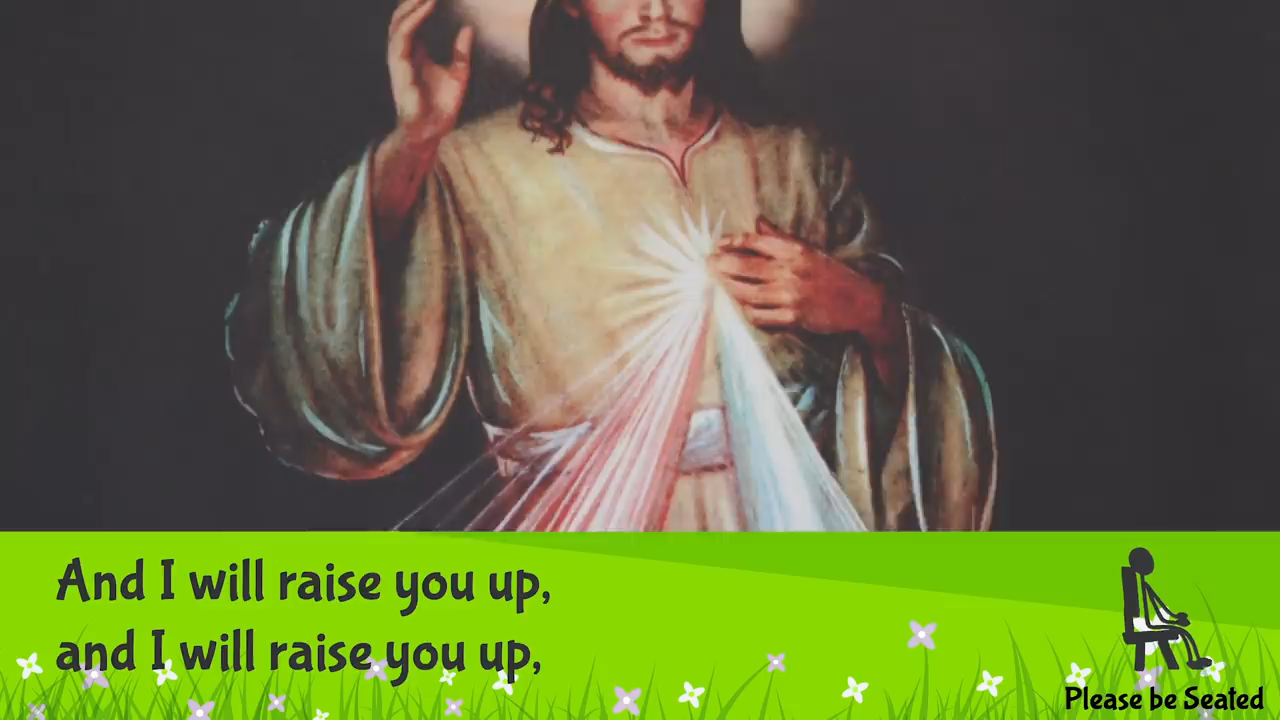 And I will raise you up,
and I will raise you up,
Please be Seated